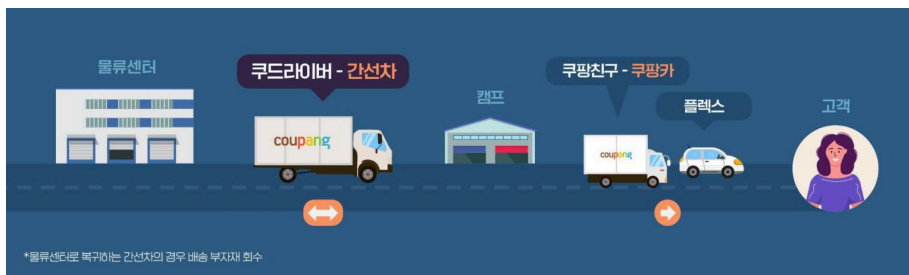 물류센터
쿠드라이버 - 간선차
캠프
쿠팡친구 - 쿠팡카
플렉스
고객
coupang
coupang
*물류센터로 복귀하는 간선차의 경우 배송 부자재 회수